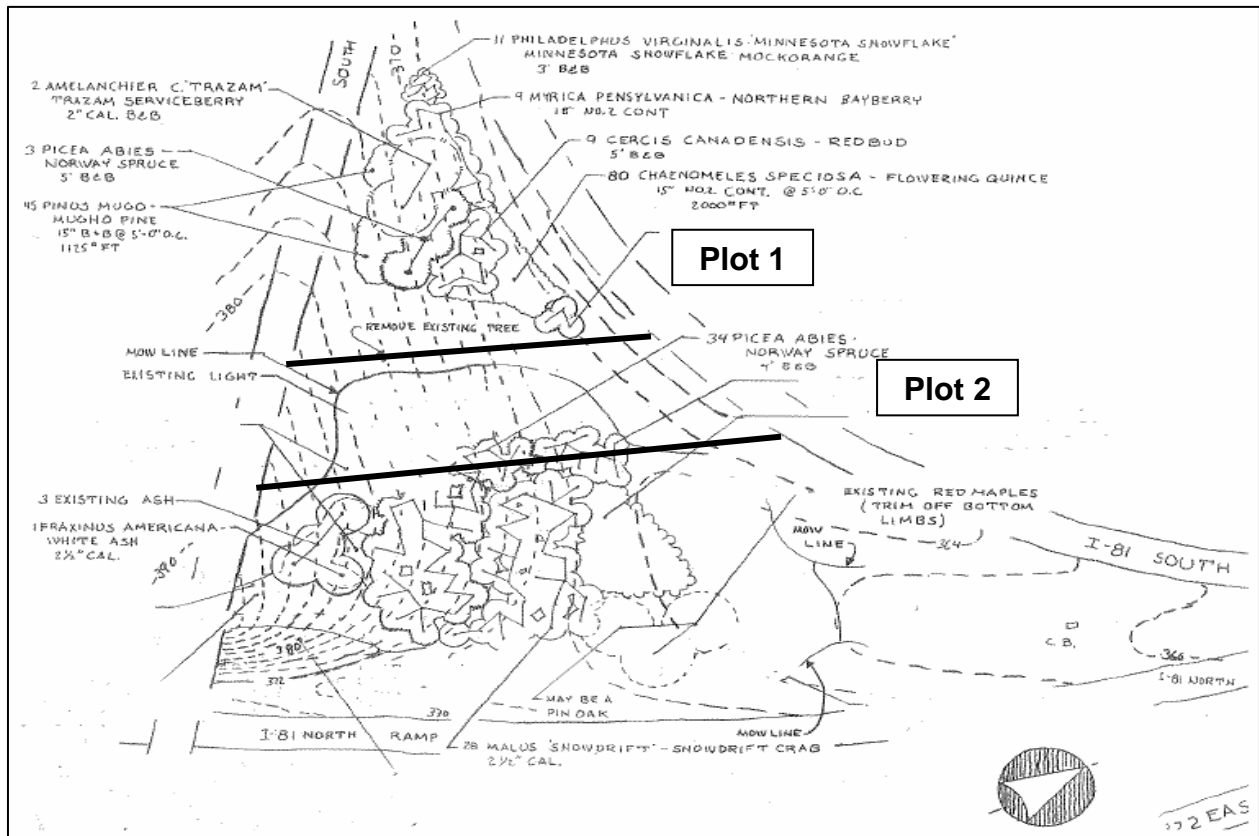 11 PHILADELPHUS VIRGINALIS 'MINNESOTA SNOWFLAKE'
MINNESOTA SNOWFLAKE MOCKORANGE
3' B&B
SOUTH
370
2 AMELANCHIER C. 'TRAZAM'
TRAZAM SERVICEBERRY
2" CAL. B&B
9 MYRICA PENSYLVANICA - NORTHERN BAYBERRY
18" NO.2 CONT
9 CERCIS CANADENSIS - REDBUD
5' B&B
3 PICEA ABIES -
NORWAY SPRUCE
5' B&B
80 CHAENOMELES SPECIOSA - FLOWERING QUINCE
15" NO.2 CONT. @ 5'-0" O.C
2000 FT
45 PINUS MUGO -
MUGHO PINE
15" B+B @ 5'-0" O.C.
1125 FT
Plot 1
380
REMOVE EXISTING TREE
34 PICEA ABIES -
NORWAY SPRUCE
4' B&B
MOW LINE
EXISTING LIGHT
Plot 2
3 EXISTING ASH
1 FRAXINUS AMERICANA -
WHITE ASH
2½" CAL.
EXISTING RED MAPLES
(TRIM OFF BOTTOM
LIMBS)
MOW
LINE
364
I-81 SOUTH
390
380
372
C.B.
366
I-81 NORTH
MAY BE A
PIN OAK
370
I-81 NORTH RAMP
MOW LINE
28 MALUS 'SNOWDRIFT' - SNOWDRIFT CRAB
2½" CAL.
EAS